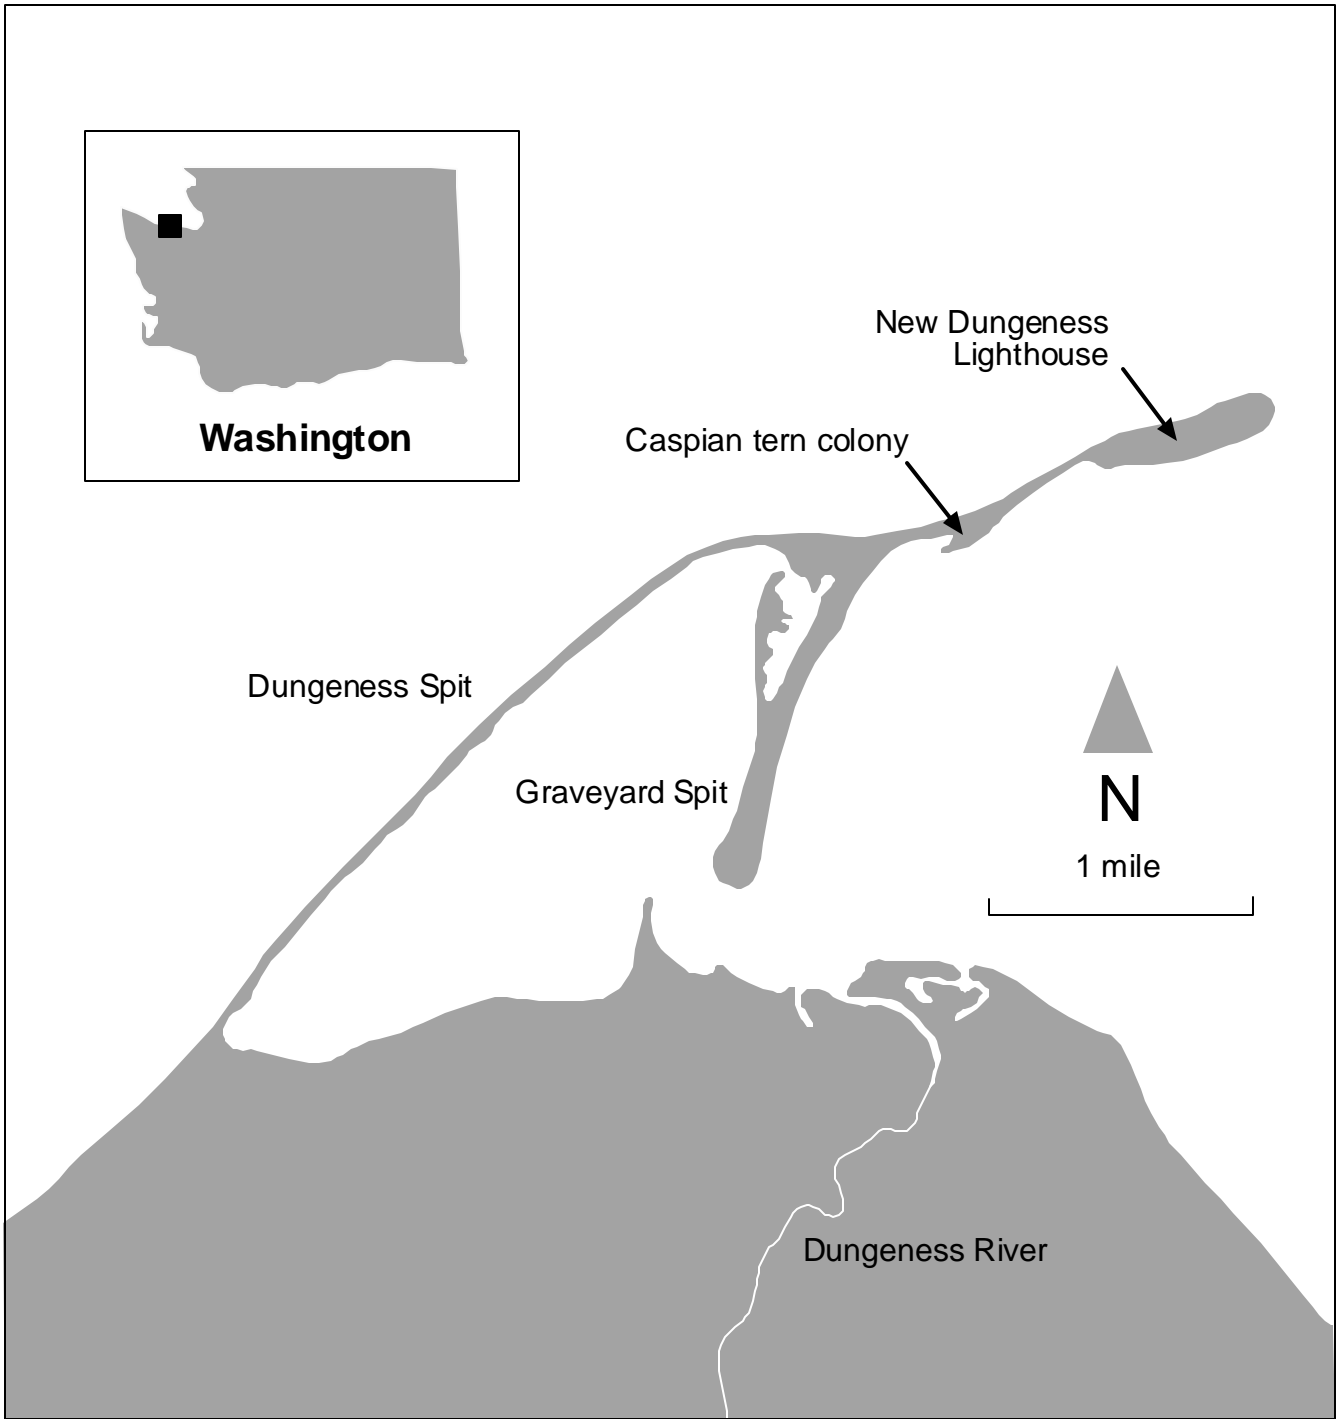 Washington
New Dungeness
Lighthouse
Caspian tern colony
Dungeness Spit
Graveyard Spit
N
1 mile
Dungeness River